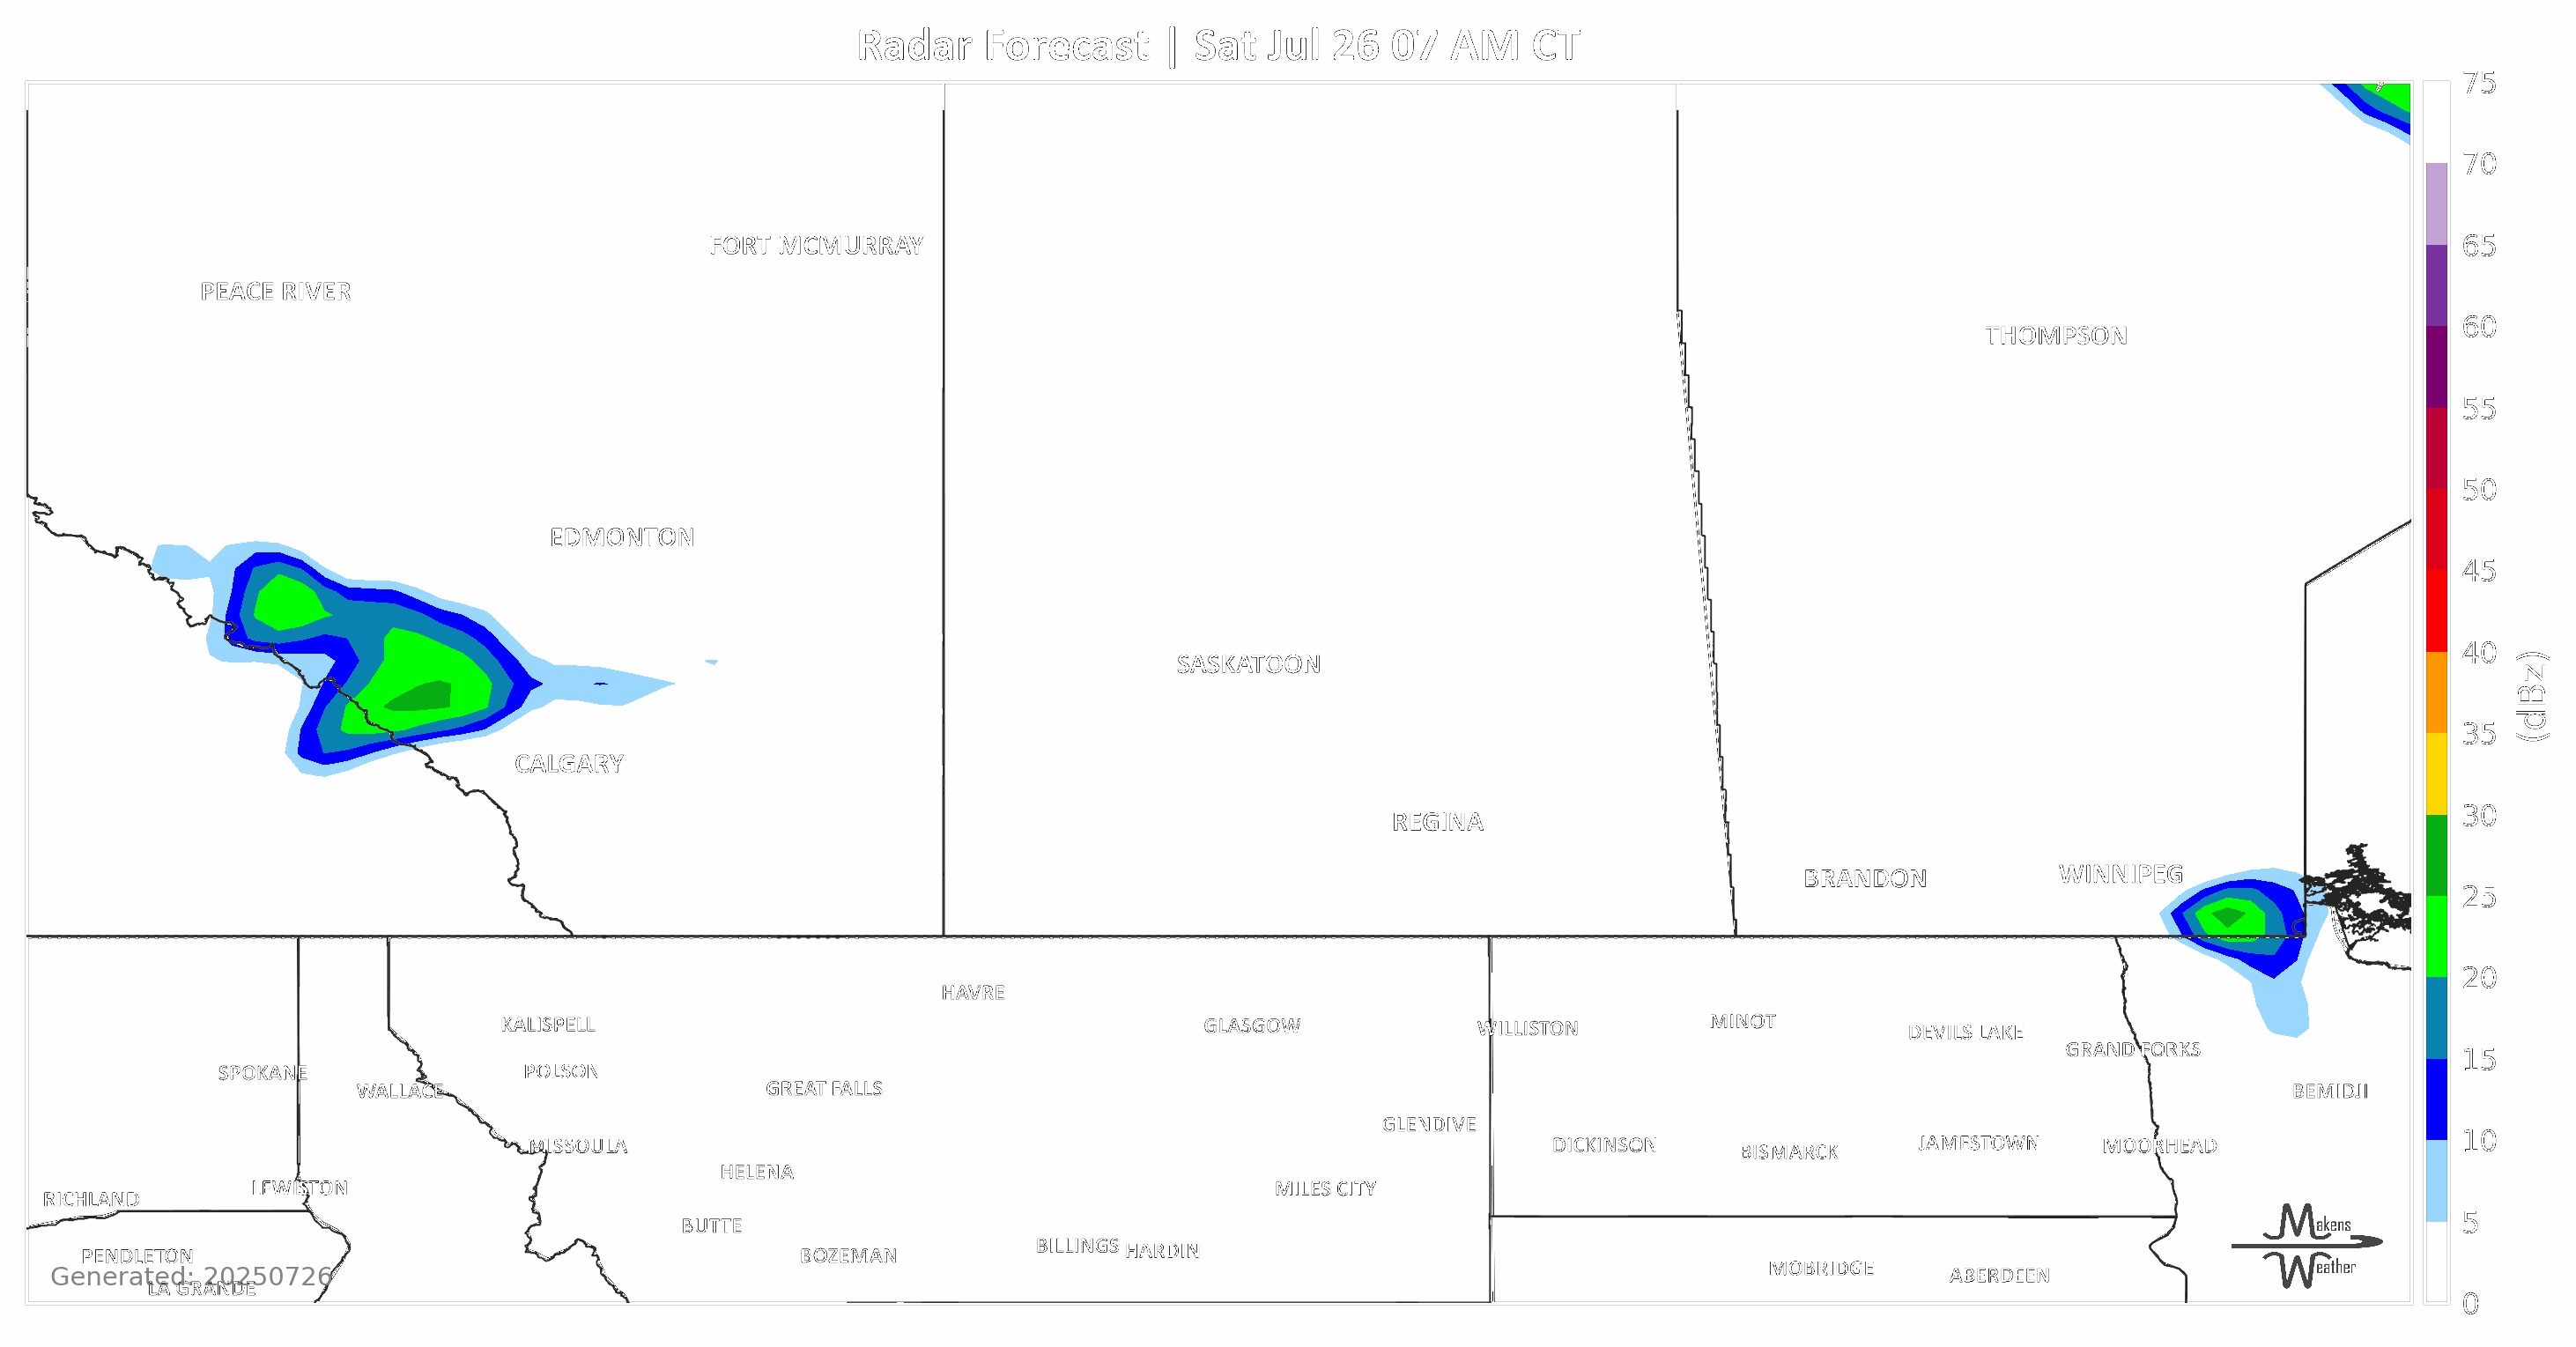 Radar Forecast | Sat Jul 26 07 AM CT
75
70
FORT MCMURRAY
65
PEACE RIVER
THOMPSON
60
55
50
EDMONTON
45
SASKATOON
40
(dBz)
35
CALGARY
REGINA
30
BRANDON
WINNIPEG
25
HAVRE
20
KALISPELL
GLASGOW
WILLISTON
MINOT
DEVILS LAKE
GRAND FORKS
15
SPOKANE
POLSON
WALLACE
GREAT FALLS
BEMIDJI
GLENDIVE
10
MISSOULA
DICKINSON
BISMARCK
JAMESTOWN
MOORHEAD
HELENA
LEWISTON
MILES CITY
RICHLAND
BUTTE
5
Makens
Weather
PENDLETON
BOZEMAN
BILLINGS
HARDIN
MOBRIDGE
ABERDEEN
Generated: 20250726
LA GRANDE
0